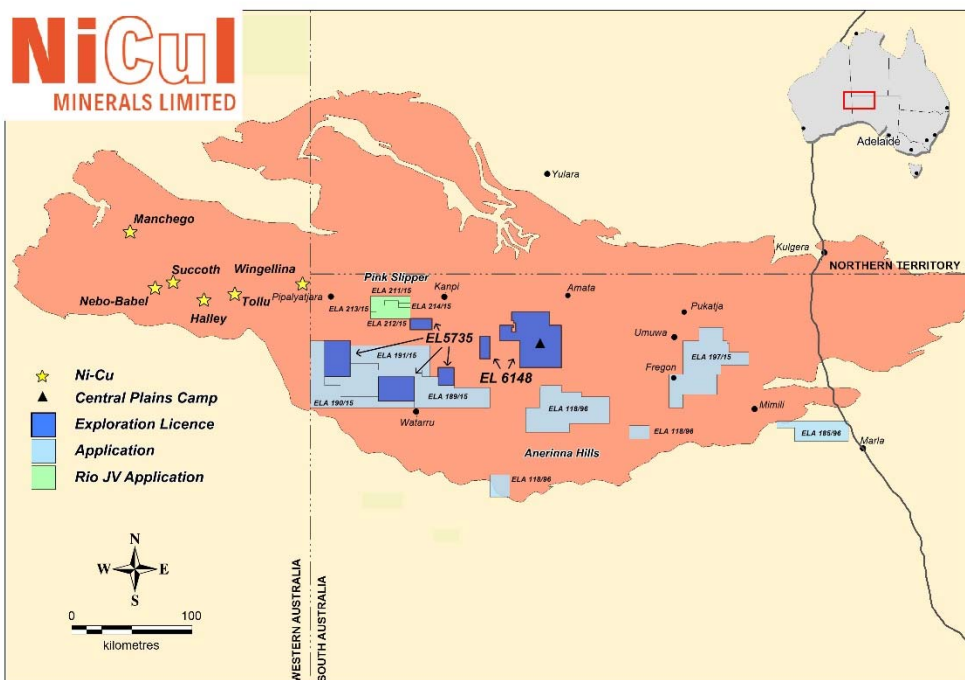 NiCul
MINERALS LIMITED
Adelaide
Yulara
Manchego
Kulgera
NORTHERN TERRITORY
Succoth
Wingellina
Nebo-Babel
Halley
Tollu
Pipalyatjara
Pink Slipper
ELA 211/15
Kanpi
Amata
ELA 213/15
ELA 214/15
ELA 212/15
Pukatja
Umuwa
EL5735
ELA 191/15
EL 6148
ELA 197/15
Fregon
ELA 190/15
ELA 189/15
Watarru
ELA 118/96
Mimili
ELA 118/96
ELA 185/96
Marla
Anerinna Hills
ELA 118/96
Ni-Cu
Central Plains Camp
Exploration Licence
Application
Rio JV Application
N
W
E
S
0
100
kilometres
WESTERN AUSTRALIA
SOUTH AUSTRALIA